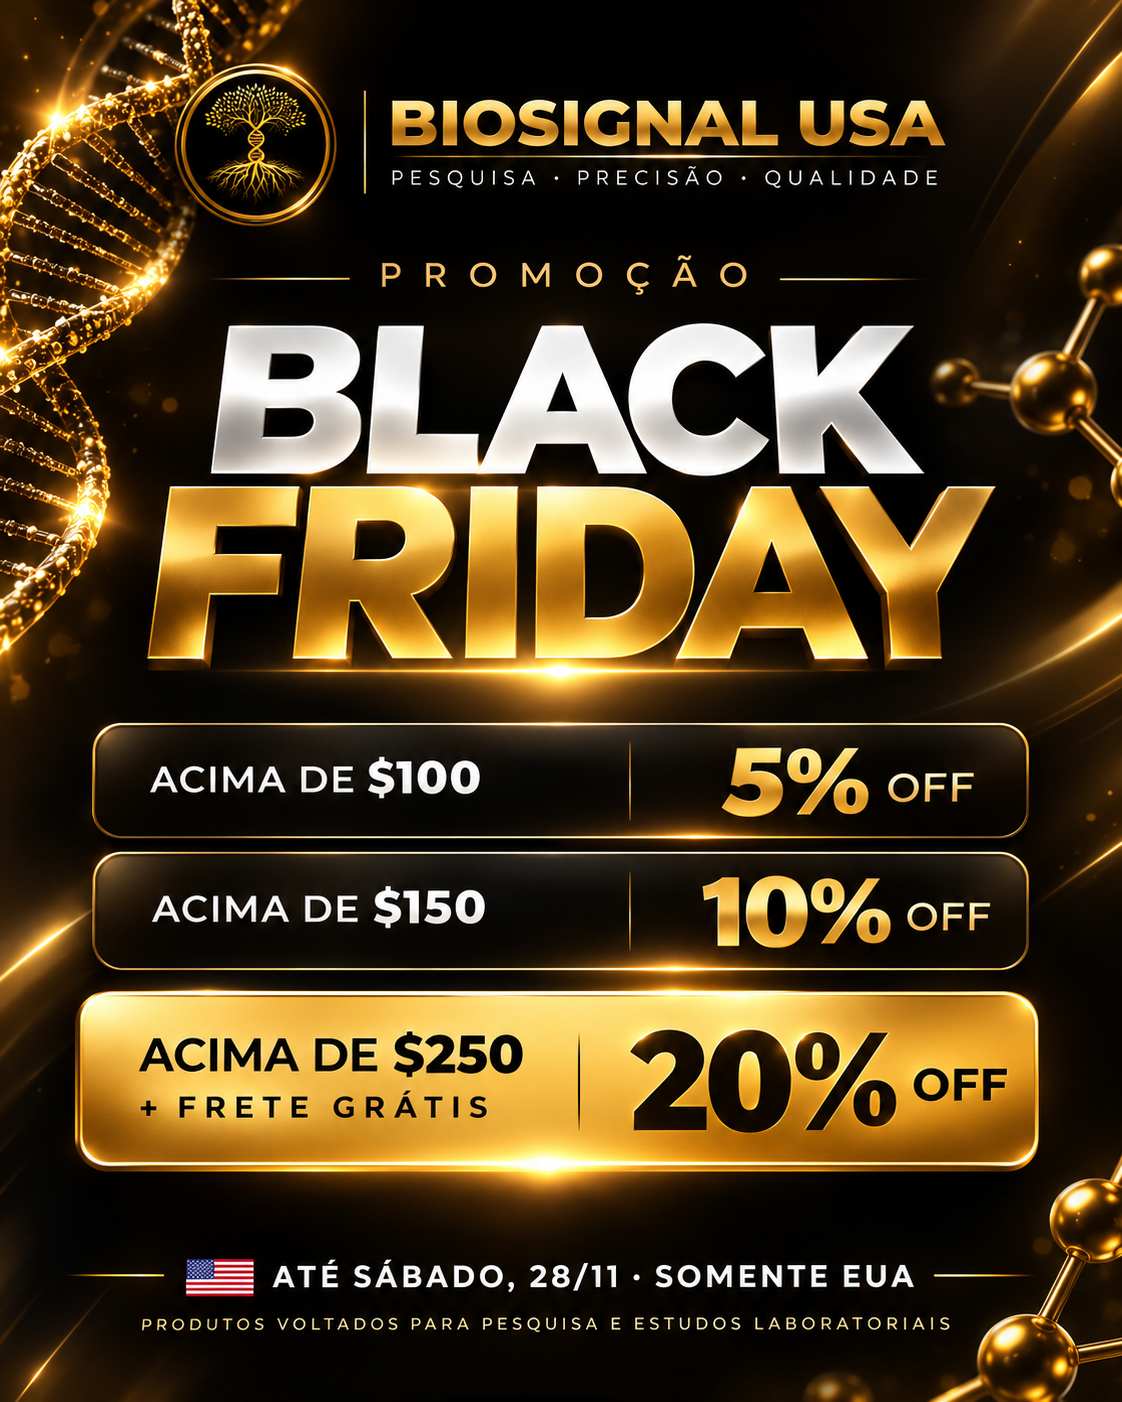 BIOSIGNAL USA
PESQUISA • PRECISÃO • QUALIDADE
PROMOÇÃO
BLACK
FRIDAY
ACIMA DE $100
5% OFF
ACIMA DE $150
10% OFF
ACIMA DE $250
+ FRETE GRÁTIS
20% OFF
ATÉ SÁBADO, 28/11 • SOMENTE EUA
PRODUTOS VOLTADOS PARA PESQUISA E ESTUDOS LABORATORIAIS